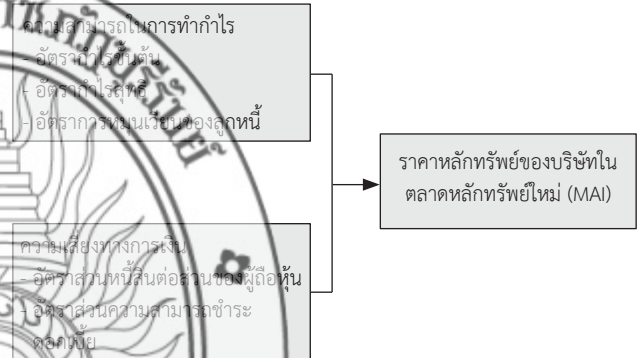 ความสามารถในการทำกำไร
- อัตรากำไรขั้นต้น
- อัตรากำไรสุทธิ
- อัตราการหมุนเวียนของลูกหนี้
ราคาหลักทรัพย์ของบริษัทใน
ตลาดหลักทรัพย์ใหม่ (MAI)
ความเสี่ยงทางการเงิน
- อัตราส่วนหนี้สินต่อส่วนของผู้ถือหุ้น
- อัตราส่วนความสามารถชำระ
ดอกเบี้ย